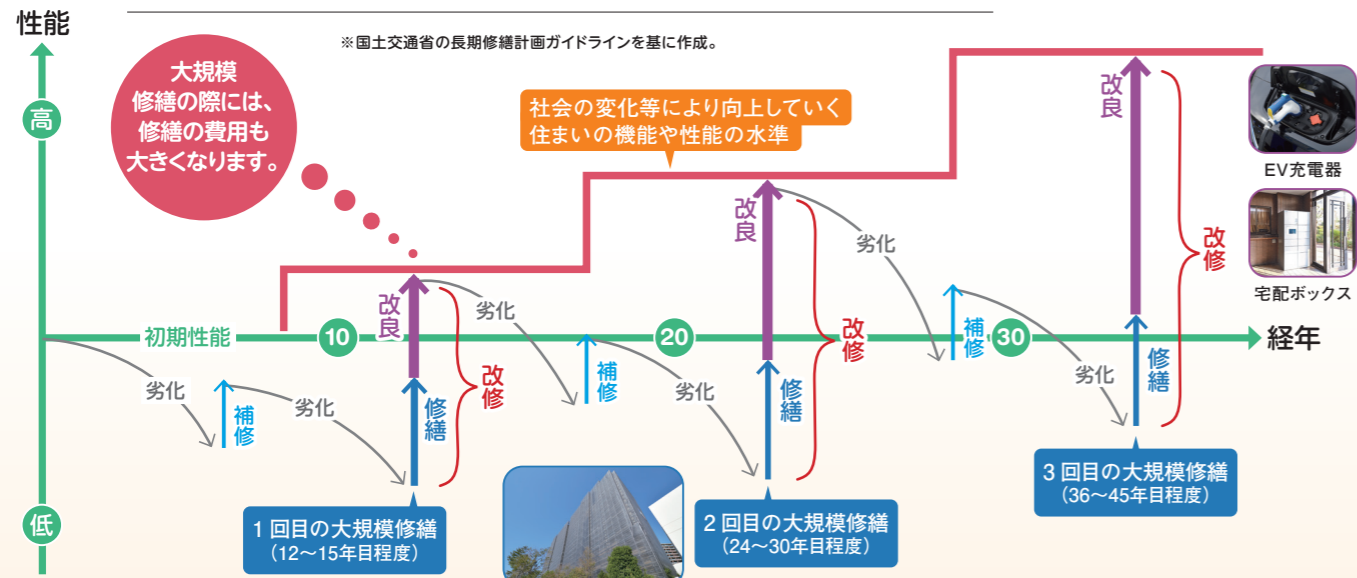 性能
※国土交通省の長期修繕計画ガイドラインを基に作成。
大規模
修繕の際には、
修繕の費用も
大きくなります。
高
社会の変化等により向上していく
住まいの機能や性能の水準
改良
EV充電器
改良
劣化
改修
宅配ボックス
改良
劣化
初期性能
10
20
補修
30
経年
改修
改修
劣化
補修
劣化
修繕
補修
劣化
修繕
劣化
修繕
低
1回目の大規模修繕
(12〜15年目程度)
2回目の大規模修繕
(24〜30年目程度)
3回目の大規模修繕
(36〜45年目程度)